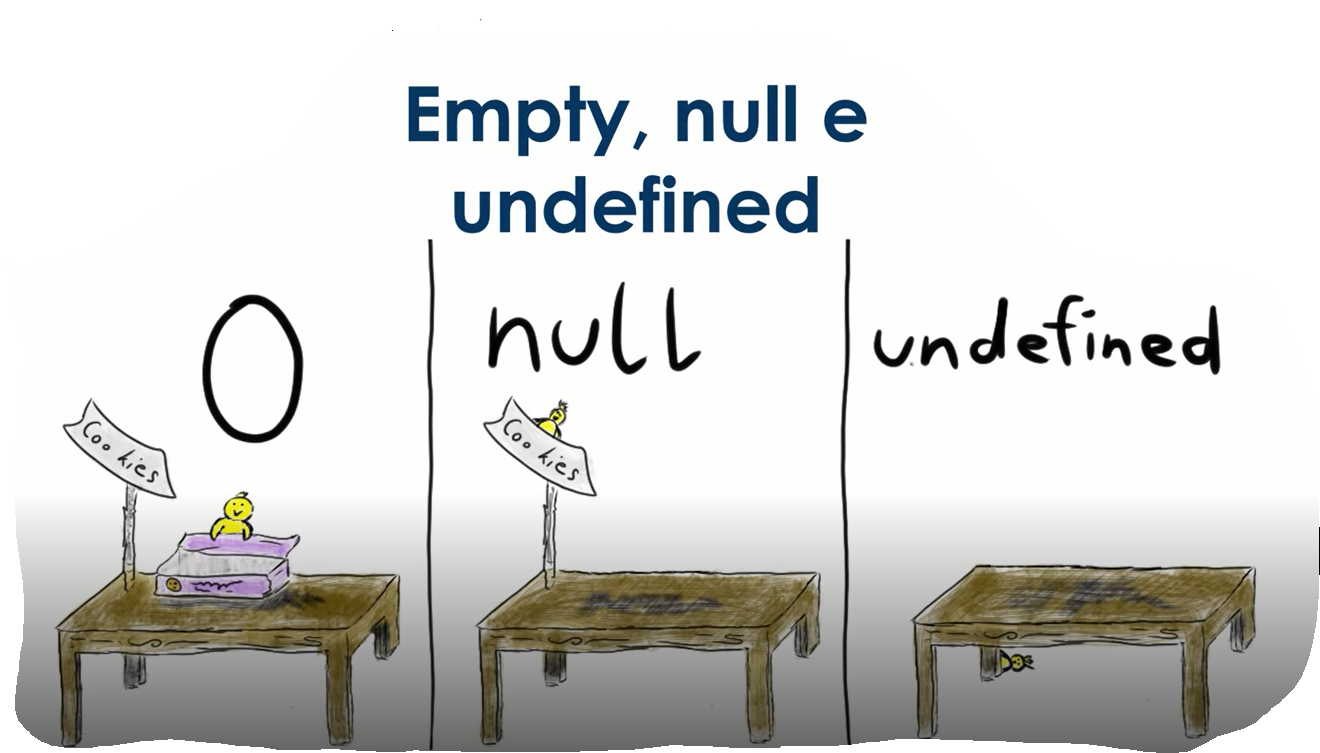 Empty, null e
undefined
0
null
undefined
Cookies
Cookies